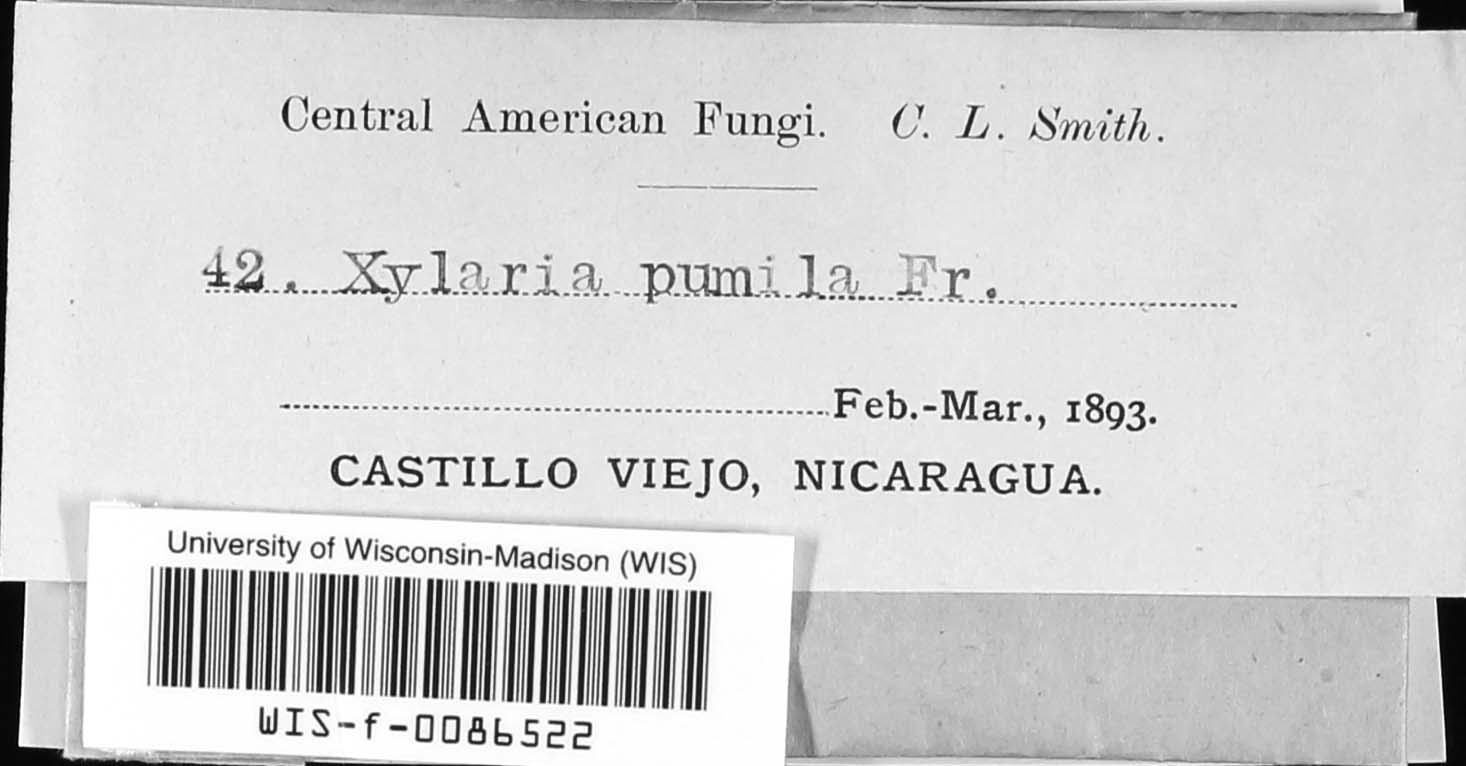 Central American Fungi. C. L. Smith.
42. Xylaria pumila Fr.
Feb.-Mar., 1893.
CASTILLO VIEJO, NICARAGUA.
University of Wisconsin-Madison (WIS)
WIS-f-0086522